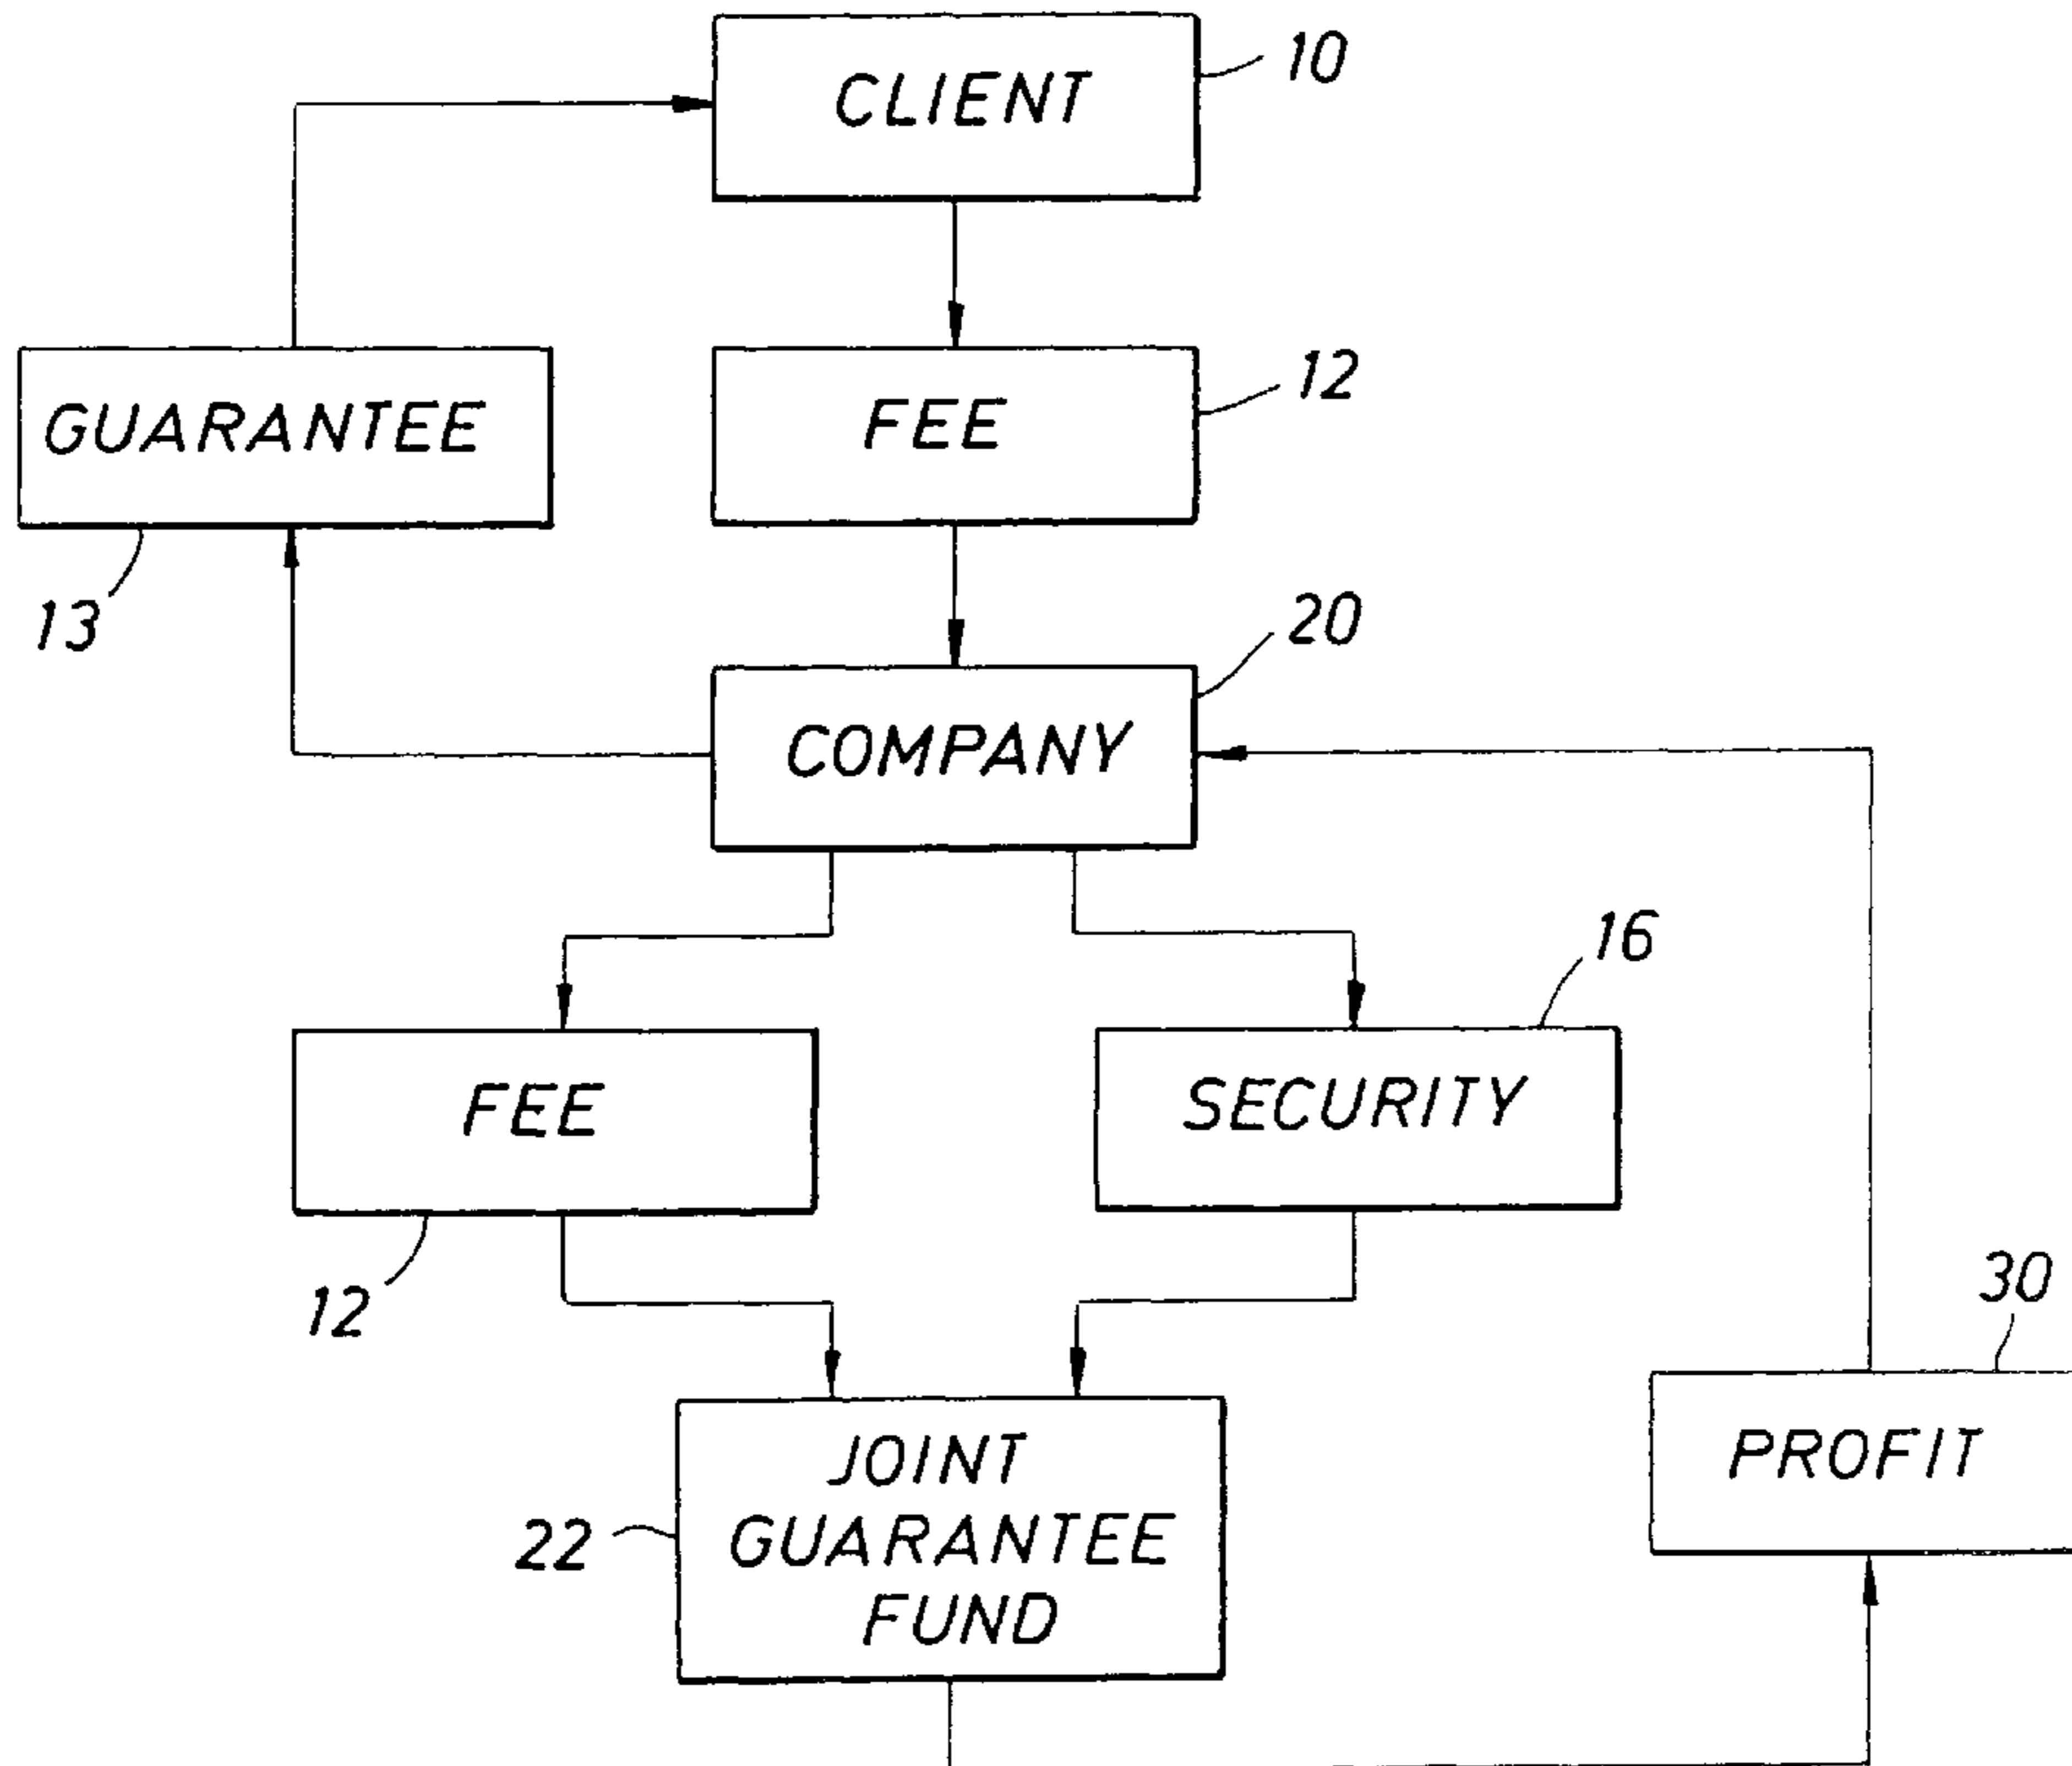 CLIENT
10
GUARANTEE
13
FEE
12
COMPANY
20
FEE
12
SECURITY
16
JOINT
GUARANTEE
FUND
22
PROFIT
30